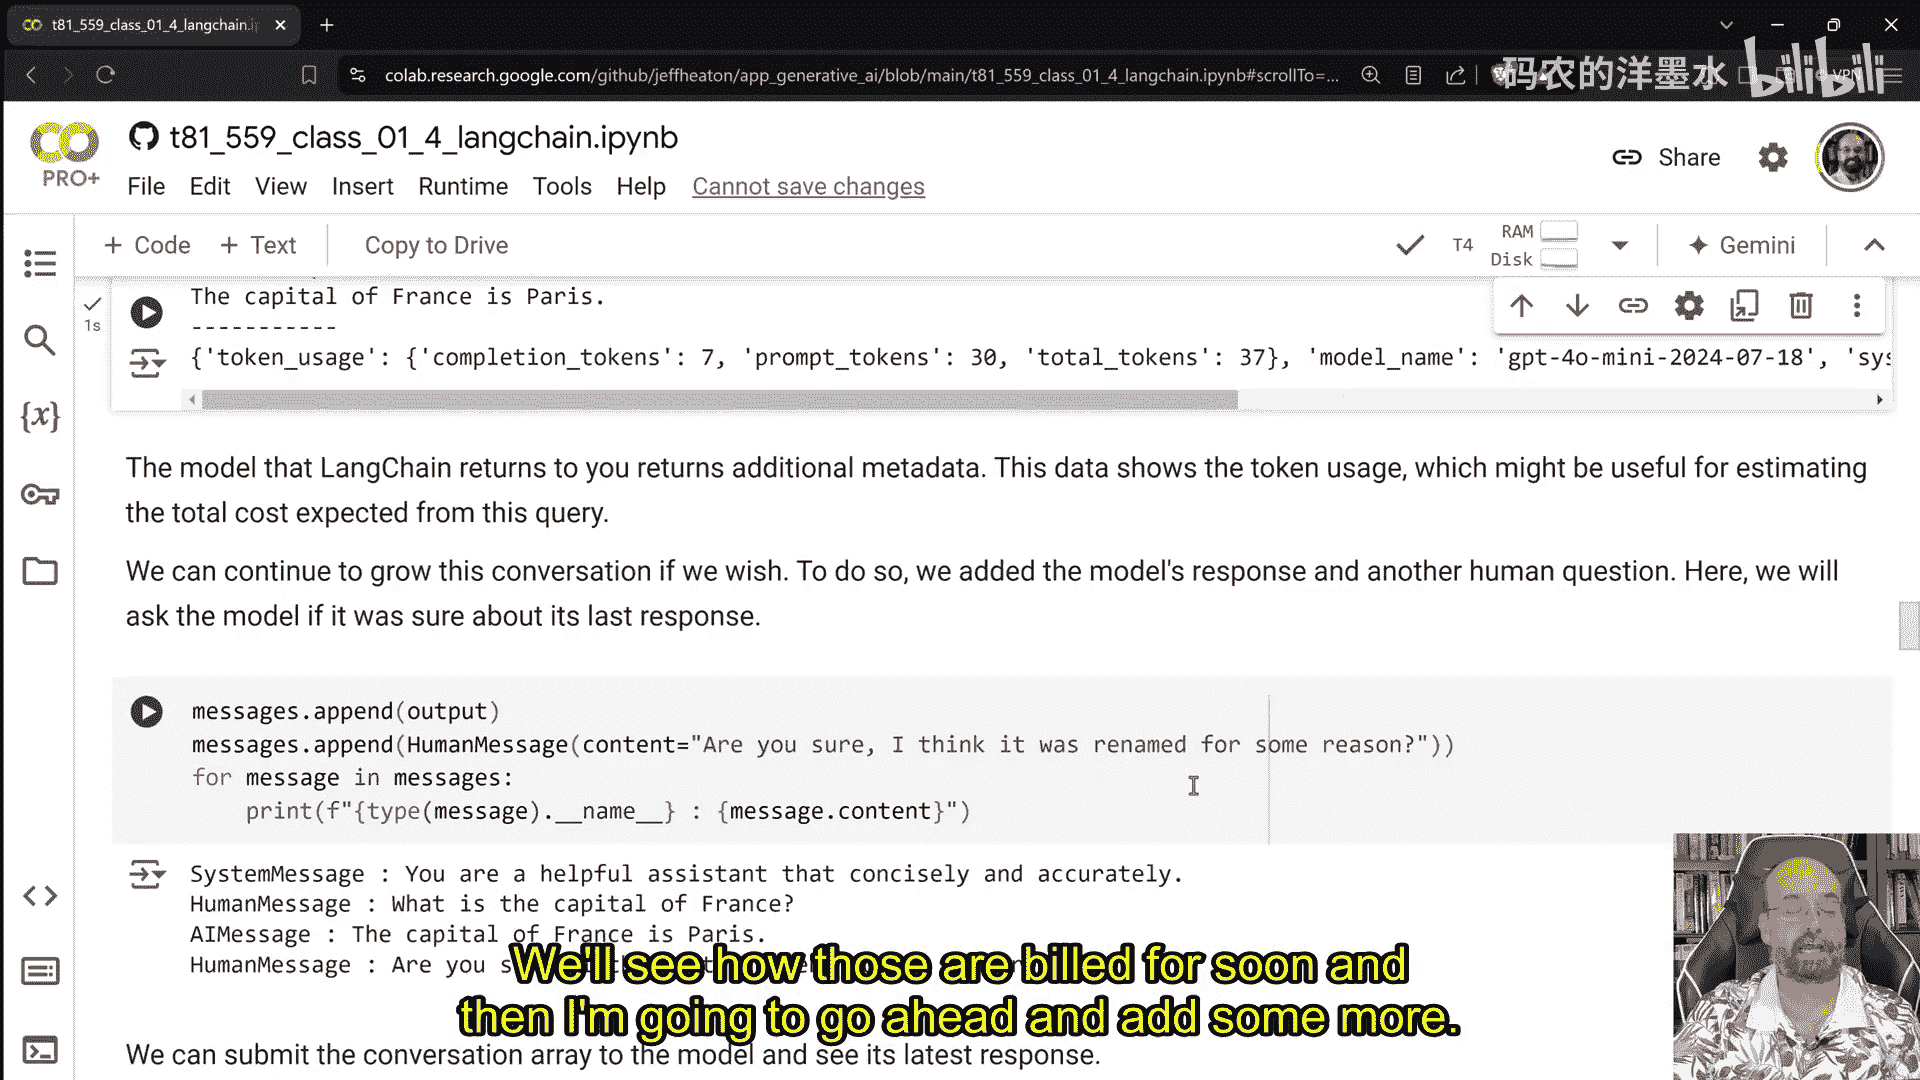 t81_559_class_01_4_langchain.i
colab.research.google.com/github/jeffheaton/app_generative_ai/blob/main/t81_559_class_01_4_langchain.ipynb#scrollTo=...
码农的洋墨水 bilibili
VPN
PRO+
t81_559_class_01_4_langchain.ipynb
Share
File Edit View Insert Runtime Tools Help Cannot save changes
+ Code + Text Copy to Drive
T4 RAM
Disk
Gemini
1s
The capital of France is Paris.
-----------
{'token_usage': {'completion_tokens': 7, 'prompt_tokens': 30, 'total_tokens': 37}, 'model_name': 'gpt-4o-mini-2024-07-18', 'sys
{x}
The model that LangChain returns to you returns additional metadata. This data shows the token usage, which might be useful for estimating
the total cost expected from this query.
We can continue to grow this conversation if we wish. To do so, we added the model's response and another human question. Here, we will
ask the model if it was sure about its last response.
messages.append(output)
messages.append(HumanMessage(content="Are you sure, I think it was renamed for some reason?"))
for message in messages:
print(f"{type(message).__name__} : {message.content}")
SystemMessage : You are a helpful assistant that concisely and accurately.
HumanMessage : What is the capital of France?
AIMessage : The capital of France is Paris.
HumanMessage : Are you s
We'll see how those are billed for soon and
then I'm going to go ahead and add some more.
We can submit the conversation array to the model and see its latest response.